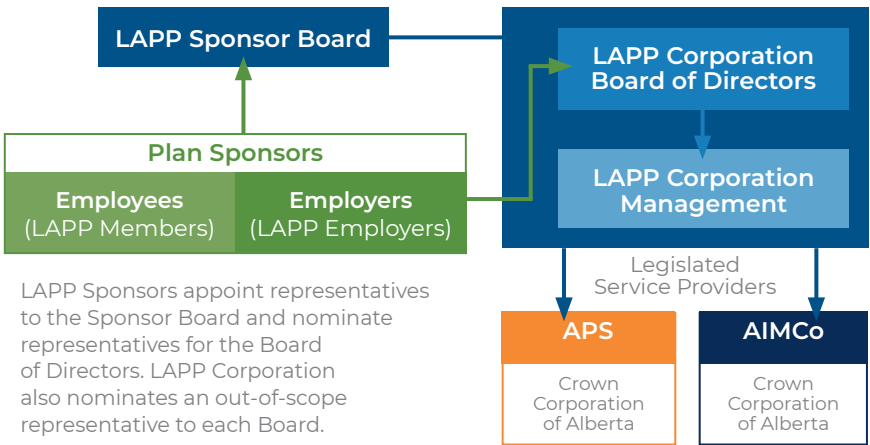 LAPP Sponsor Board
LAPP Corporation
Board of Directors
LAPP Corporation
Management
Plan Sponsors
Employees
(LAPP Members)
Employers
(LAPP Employers)
LAPP Sponsors appoint representatives
to the Sponsor Board and nominate
representatives for the Board
of Directors. LAPP Corporation
also nominates an out-of-scope
representative to each Board.
Legislated
Service Providers
APS
Crown
Corporation
of Alberta
AIMCo
Crown
Corporation
of Alberta